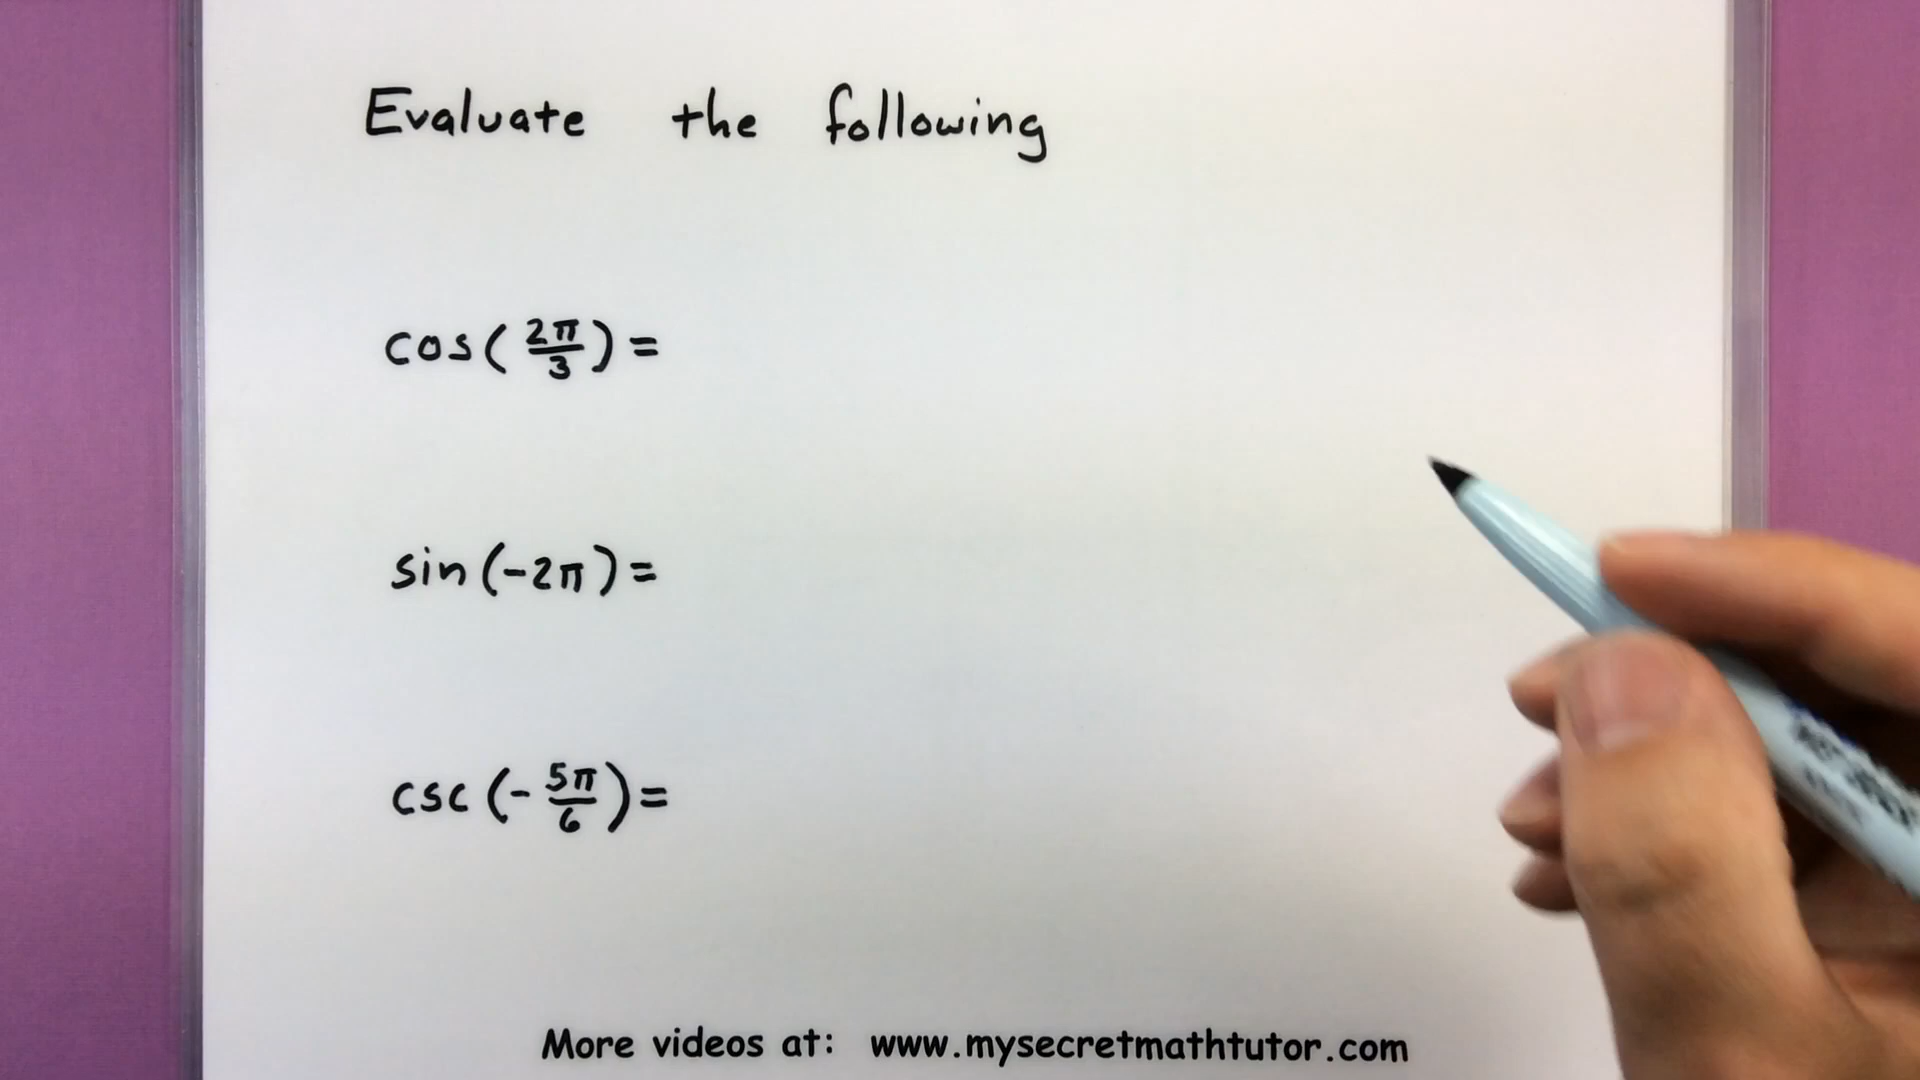 Evaluate the following
cos(2π/3)=
sin(-2π)=
csc(-5π/6)=
More videos at: www.mysecretmathtutor.com